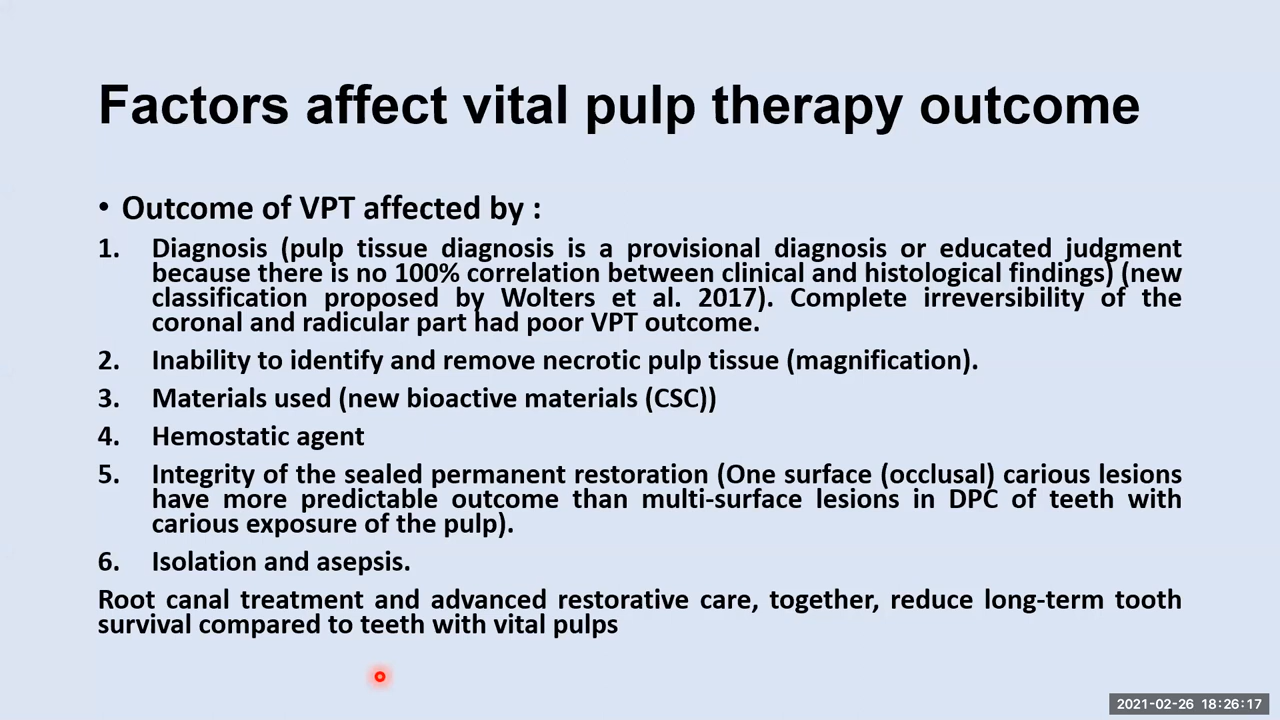 Factors affect vital pulp therapy outcome
• Outcome of VPT affected by :
1. Diagnosis (pulp tissue diagnosis is a provisional diagnosis or educated judgment
because there is no 100% correlation between clinical and histological findings) (new
classification proposed by Wolters et al. 2017). Complete irreversibility of the
coronal and radicular part had poor VPT outcome.
2. Inability to identify and remove necrotic pulp tissue (magnification).
3. Materials used (new bioactive materials (CSC))
4. Hemostatic agent
5. Integrity of the sealed permanent restoration (One surface (occlusal) carious lesions
have more predictable outcome than multi-surface lesions in DPC of teeth with
carious exposure of the pulp).
6. Isolation and asepsis.
Root canal treatment and advanced restorative care, together, reduce long-term tooth
survival compared to teeth with vital pulps
2021-02-26 18:26:17